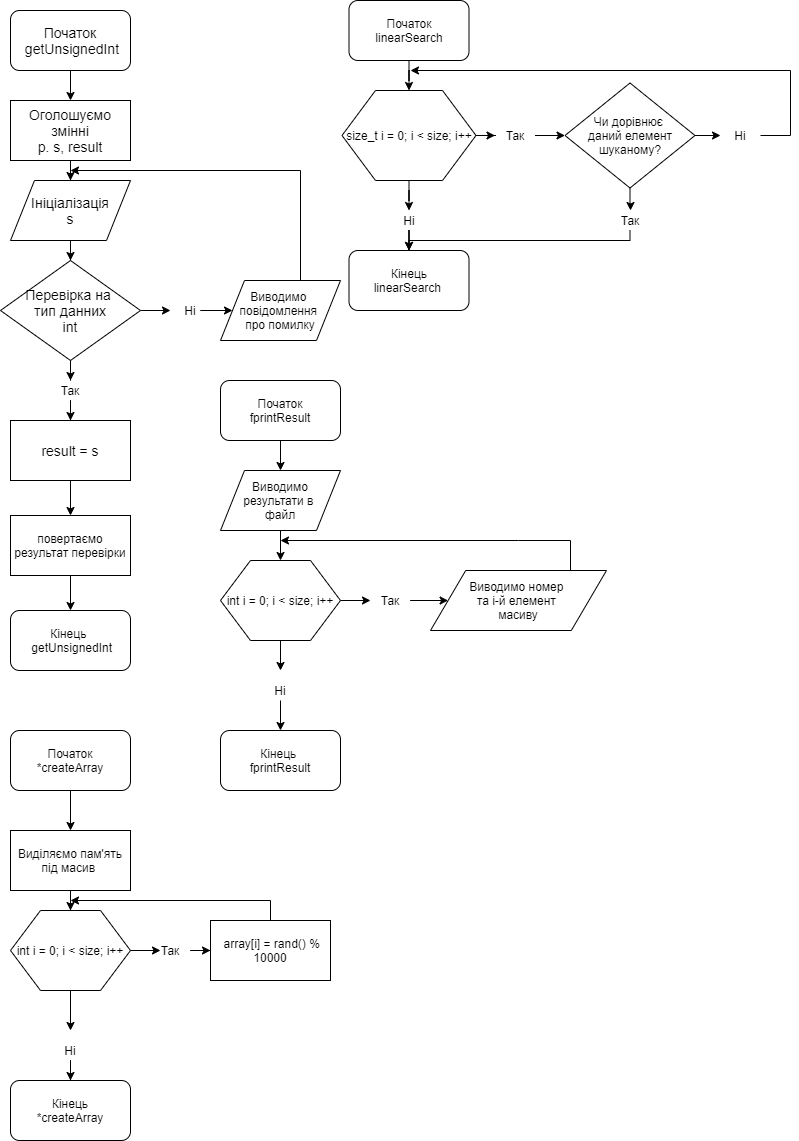 Початок
getUnsignedInt
Оголошуємо
змінні
p. s, result
Ініціалізація
s
Перевірка на
тип данних
int
Ні
Виводимо
повідомлення
про помилку
Так
result = s
повертаємо
результат перевірки
Кінець
getUnsignedInt
Початок
linearSearch
size_t i = 0; i < size; i++
Так
Чи дорівнює
даний елемент
шуканому?
Ні
Ні
Так
Кінець
linearSearch
Початок
fprintResult
Виводимо
результати в
файл
int i = 0; i < size; i++
Так
Виводимо номер
та і-й елемент
масиву
Ні
Кінець
fprintResult
Початок
*createArray
Виділяємо пам'ять
під масив
int i = 0; i < size; i++
Так
array[i] = rand() %
10000
Ні
Кінець
*createArray